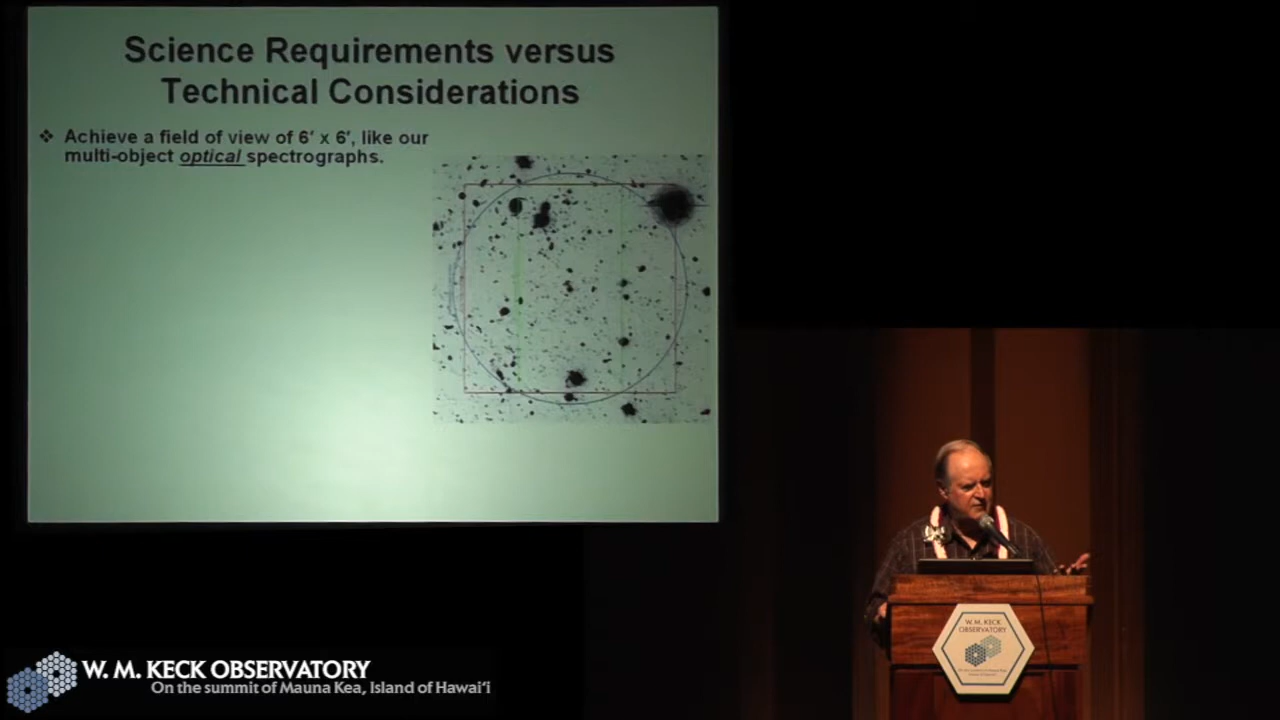 Science Requirements versus
Technical Considerations
❖ Achieve a field of view of 6′ x 6′, like our
multi-object optical spectrographs.
W. M. KECK
OBSERVATORY
W. M. KECK OBSERVATORY
On the summit of Mauna Kea, Island of Hawai‘i